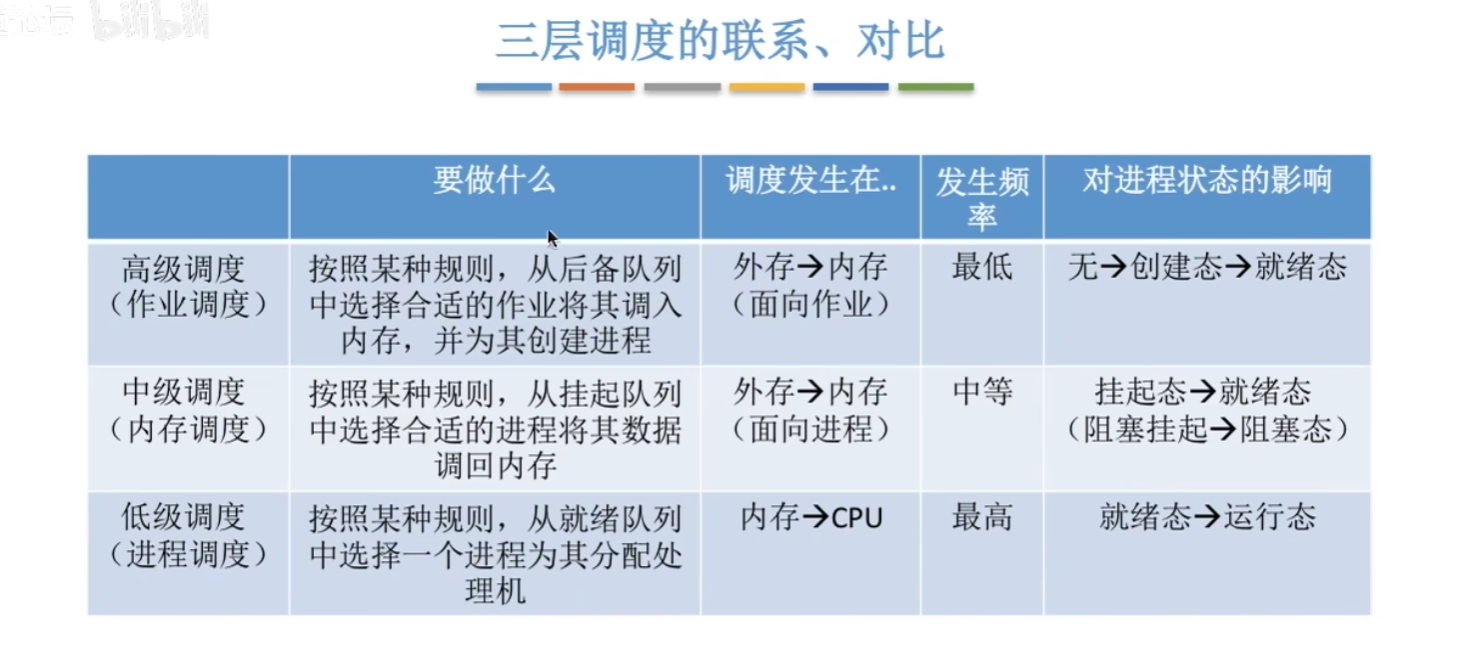 论坛 bilibili
三层调度的联系、对比
要做什么
调度发生在..
发生频
率
对进程状态的影响
高级调度
（作业调度）
按照某种规则，从后备队列
中选择合适的作业将其调入
内存，并为其创建进程
外存→内存
（面向作业）
最低
无→创建态→就绪态
中级调度
（内存调度）
按照某种规则，从挂起队列
中选择合适的进程将其数据
调回内存
外存→内存
（面向进程）
中等
挂起态→就绪态
（阻塞挂起→阻塞态）
低级调度
（进程调度）
按照某种规则，从就绪队列
中选择一个进程为其分配处
理机
内存→CPU
最高
就绪态→运行态